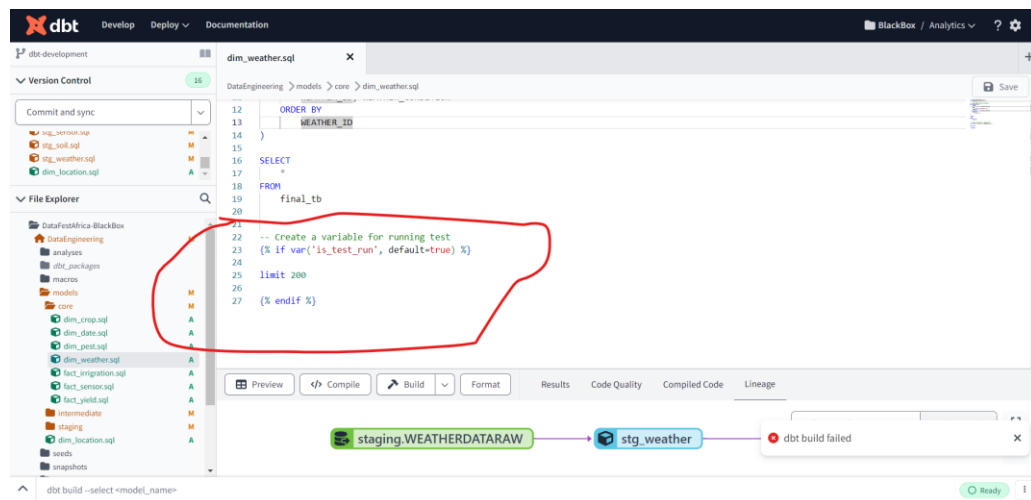 dbt Develop Deploy Documentation BlackBox / Analytics ?
dbt-development
Version Control 16
Commit and sync
stg_sensor.sql M
stg_soil.sql M
stg_weather.sql M
dim_location.sql A
File Explorer
DataFestAfrica-BlackBox
DataEngineering M
analyses
dbt_packages
macros
models M
core M
dim_crop.sql A
dim_date.sql A
dim_pest.sql A
dim_weather.sql A
fact_irrigration.sql A
fact_sensor.sql A
fact_yield.sql A
intermediate M
staging M
dim_location.sql A
seeds
snapshots
dim_weather.sql
DataEngineering > models > core > dim_weather.sql Save
12 ORDER BY
13 WEATHER_ID
14 )
15
16 SELECT
17 *
18 FROM
19 final_tb
20
21
22 -- Create a variable for running test
23 {% if var('is_test_run', default=true) %}
24
25 limit 200
26
27 {% endif %}
Preview </> Compile Build Format Results Code Quality Compiled Code Lineage
staging.WEATHERDATARAW stg_weather
dbt build failed
dbt build --select <model_name> Ready